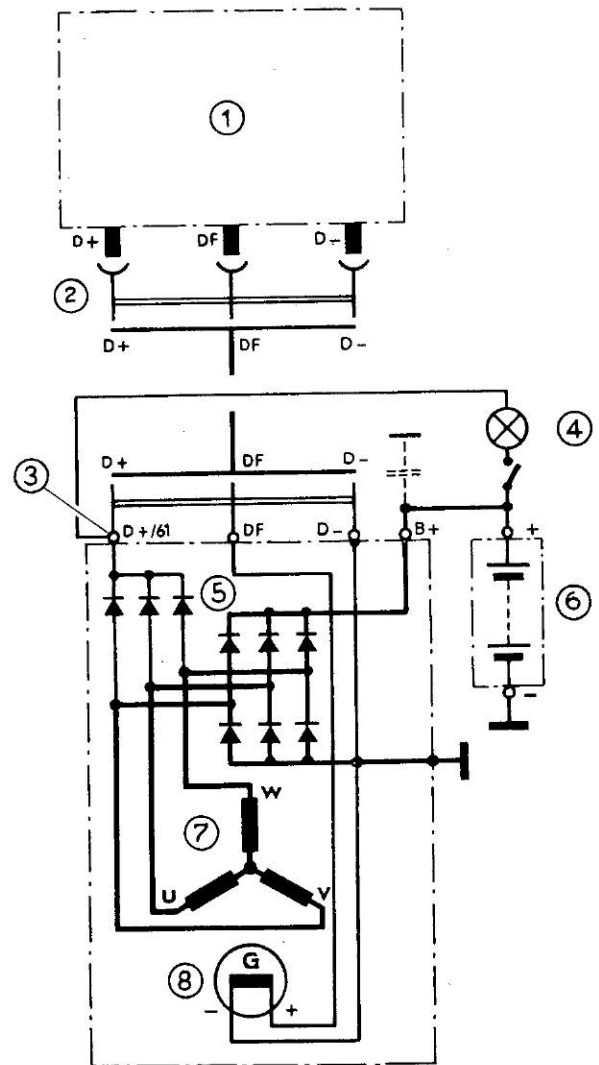 1
D+ DF D-
2
D+ DF D-
4
D+ DF D-
3
D+/61 DF D- B+ +
5
6
-
W
7
U V
G
8
- +